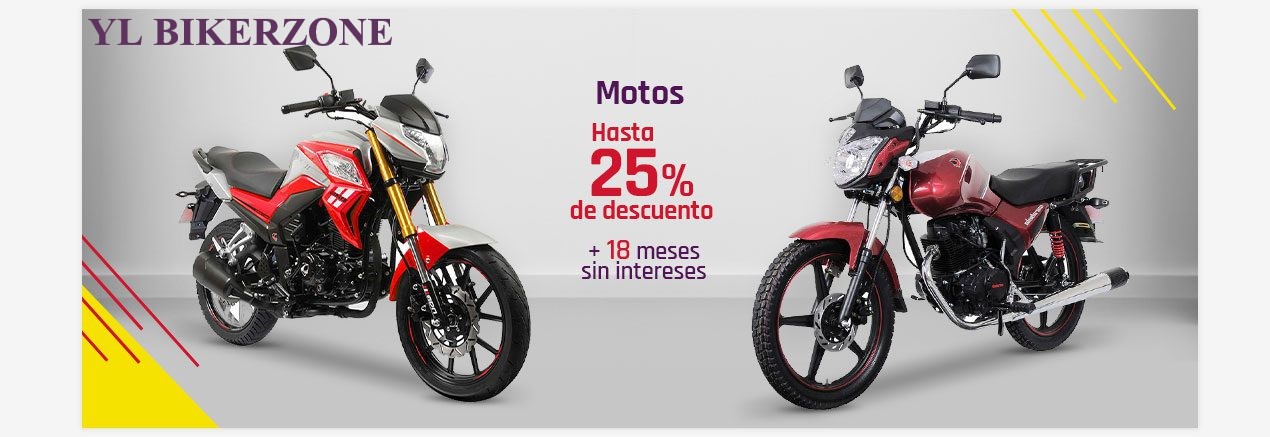 YL BIKERZONE
Motos
Hasta
25%
de descuento
+ 18 meses
sin intereses